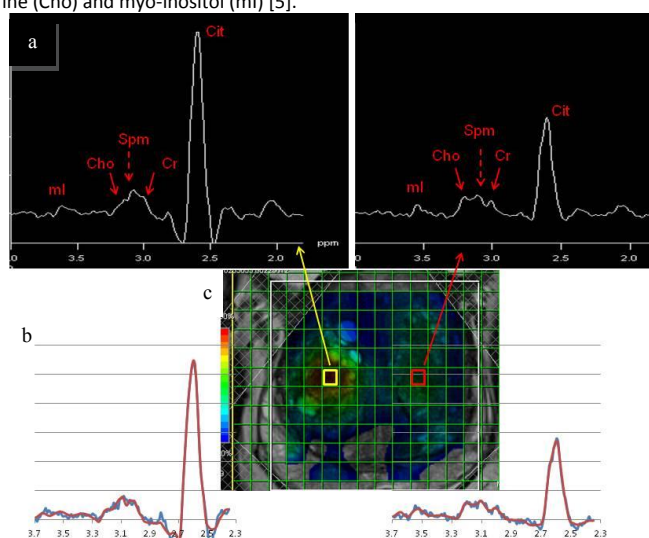 ine (Cho) and myo-inositol (mI) [5].
a
Cit
Spm
Cho
Cr
mI
3.5 3.0 2.5 2.0
ppm
Cit
Spm
Cho
Cr
mI
3.5 3.0 2.5 2.0
c
b
3.7 3.5 3.3 3.1 2.9 2.7 2.5 2.3
3.7 3.5 3.3 3.1 2.9 2.7 2.5 2.3